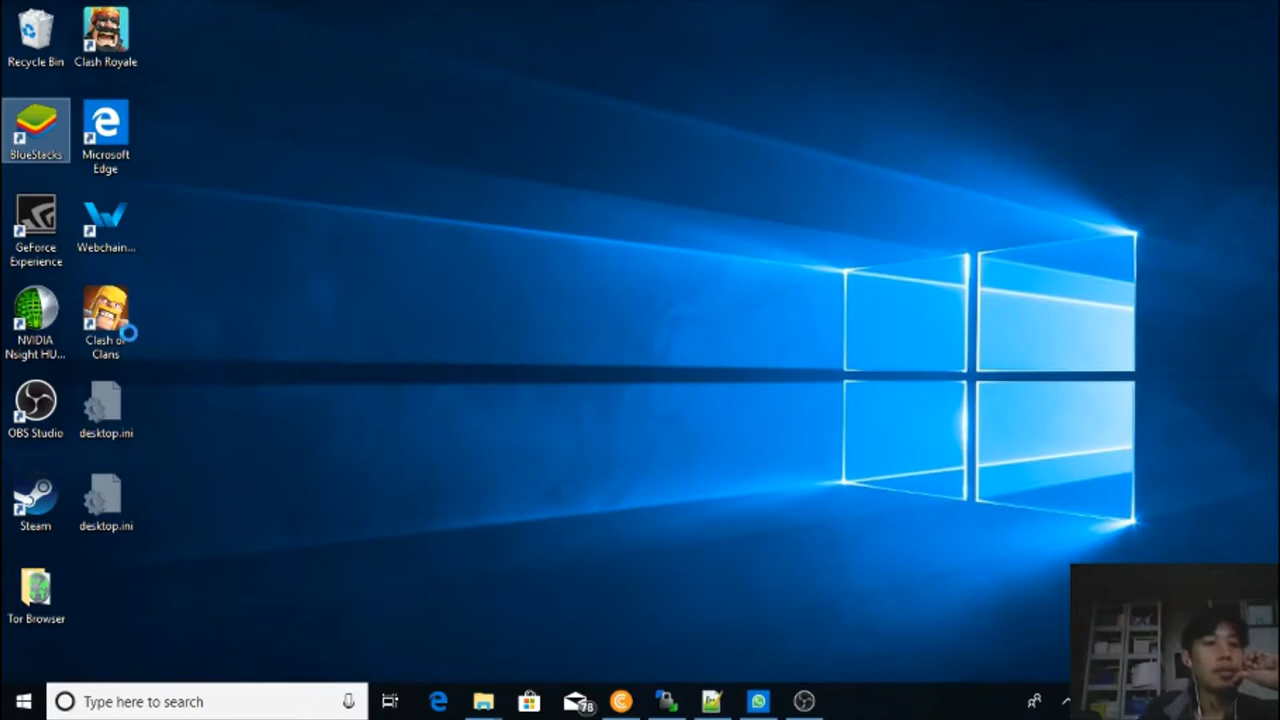 Recycle Bin
Clash Royale
BlueStacks
Microsoft
Edge
GeForce
Experience
Webchain...
NVIDIA
Nsight HU...
Clash of
Clans
OBS Studio
desktop.ini
Steam
desktop.ini
Tor Browser
Type here to search
78